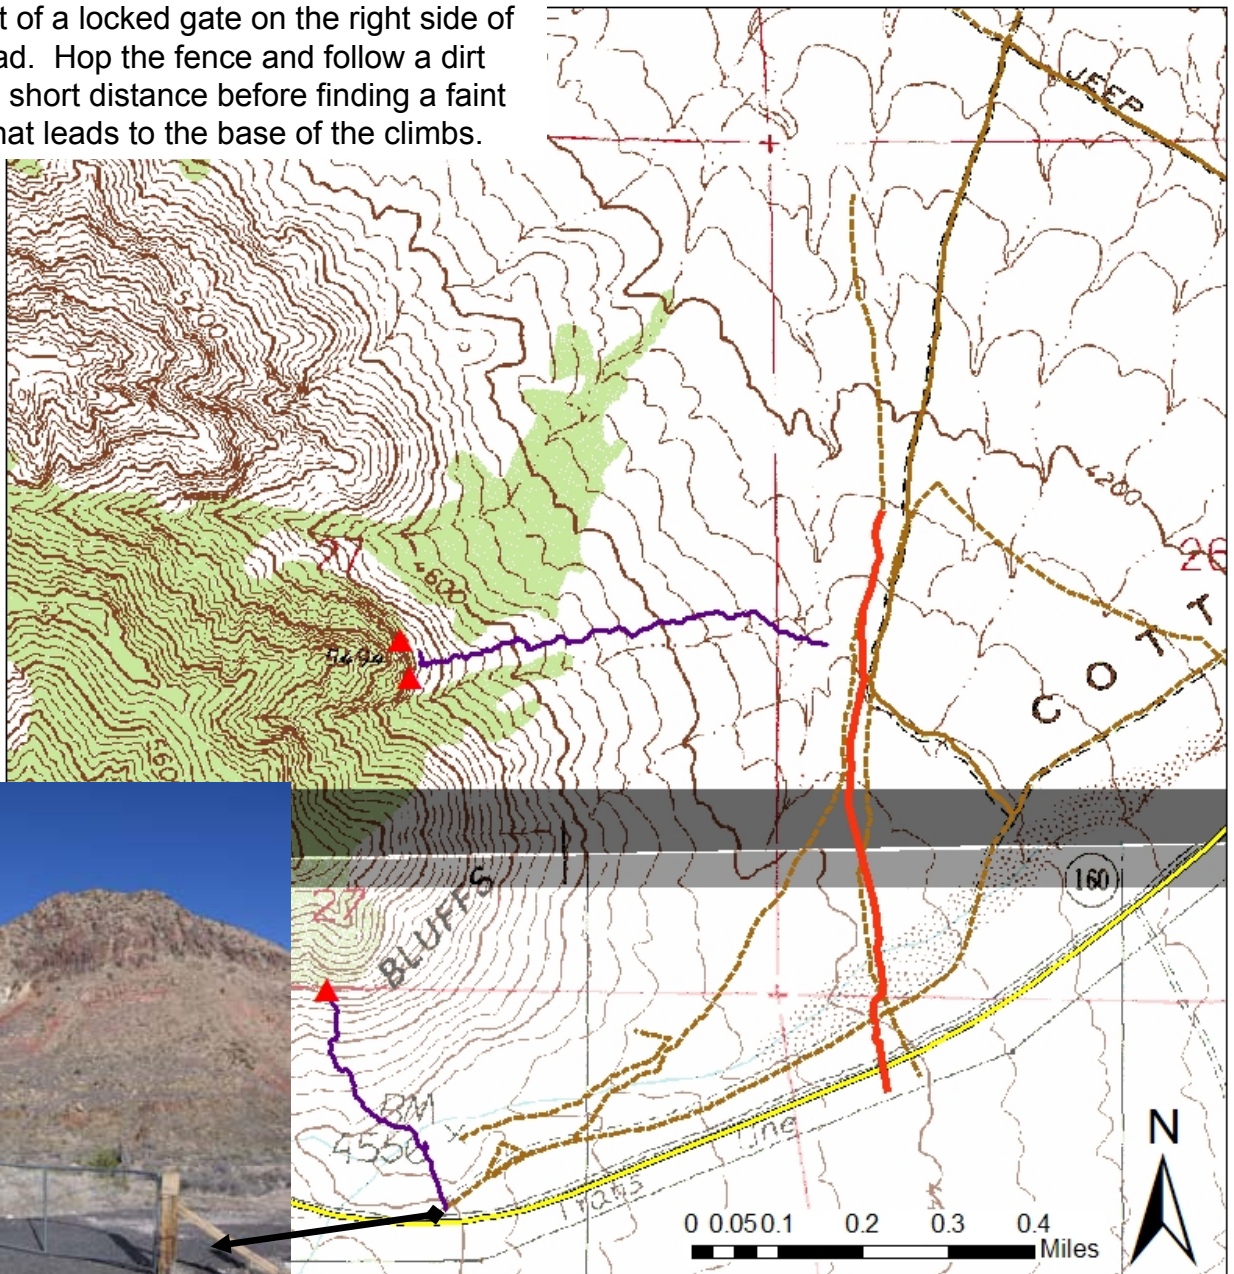 t of a locked gate on the right side of
ad.  Hop the fence and follow a dirt
short distance before finding a faint
hat leads to the base of the climbs.
JEEP
4200
27
26
4600
5494
C O T T
160
27
BLUFFS
BM
4556
Trans Line
N
0 0.05 0.1 0.2 0.3 0.4
Miles